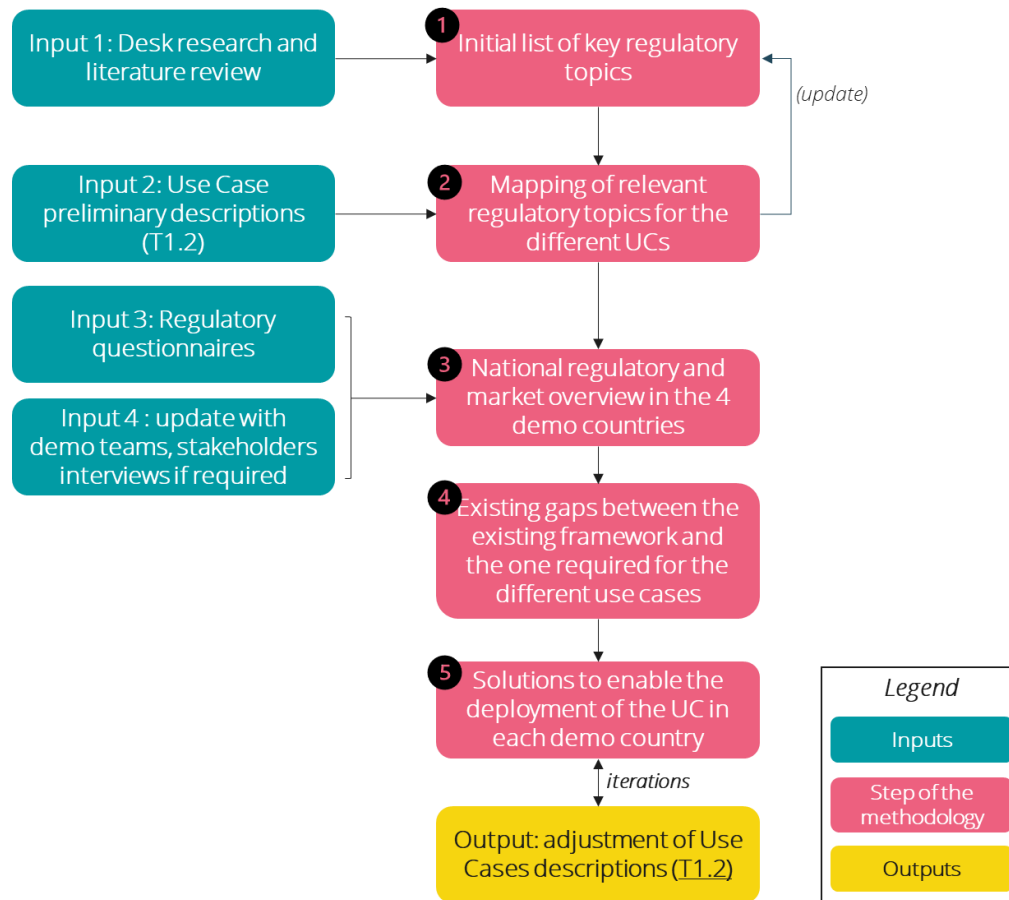 Input 1: Desk research and
literature review
1
Initial list of key regulatory
topics
(update)
Input 2: Use Case
preliminary descriptions
(T1.2)
2
Mapping of relevant
regulatory topics for the
different UCs
Input 3: Regulatory
questionnaires
3
National regulatory and
market overview in the 4
demo countries
Input 4 : update with
demo teams, stakeholders
interviews if required
4
Existing gaps between the
existing framework and
the one required for the
different use cases
5
Solutions to enable the
deployment of the UC in
each demo country
iterations
Output: adjustment of Use
Cases descriptions (T1.2)
Legend
Inputs
Step of the
methodology
Outputs